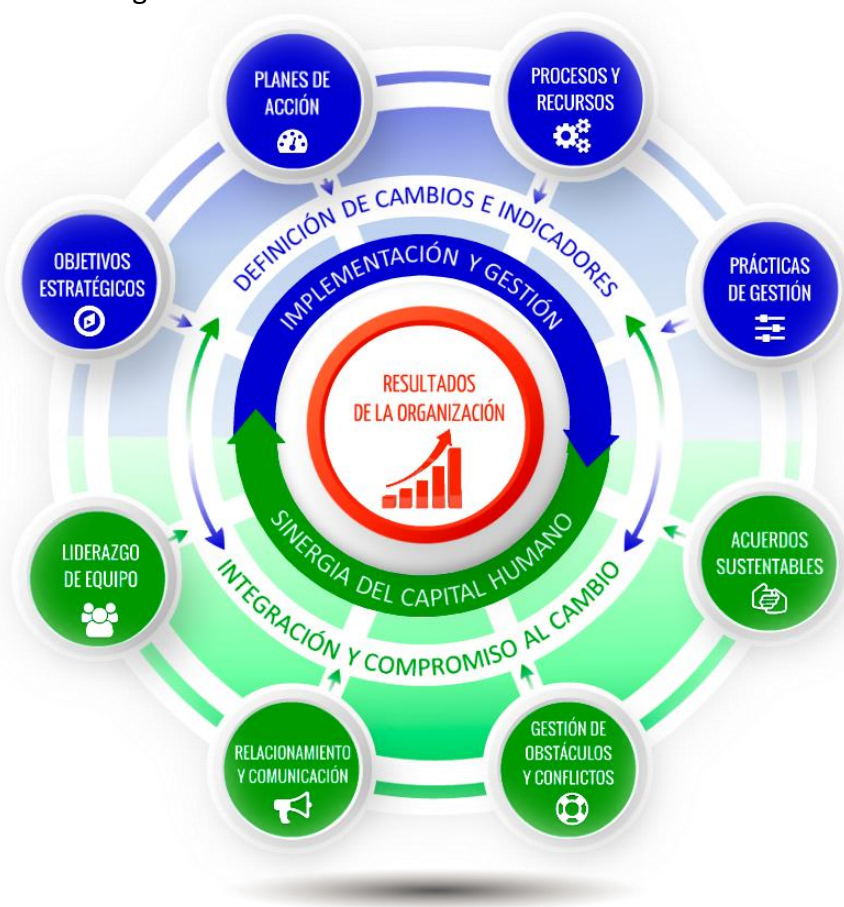 PLANES DE
ACCIÓN
PROCESOS Y
RECURSOS
OBJETIVOS
ESTRATÉGICOS
PRÁCTICAS
DE GESTIÓN
DEFINICIÓN DE CAMBIOS E INDICADORES
IMPLEMENTACIÓN Y GESTIÓN
RESULTADOS
DE LA ORGANIZACIÓN
SINERGIA DEL CAPITAL HUMANO
INTEGRACIÓN Y COMPROMISO AL CAMBIO
LIDERAZGO
DE EQUIPO
ACUERDOS
SUSTENTABLES
RELACIONAMIENTO
Y COMUNICACIÓN
GESTIÓN DE
OBSTÁCULOS
Y CONFLICTOS